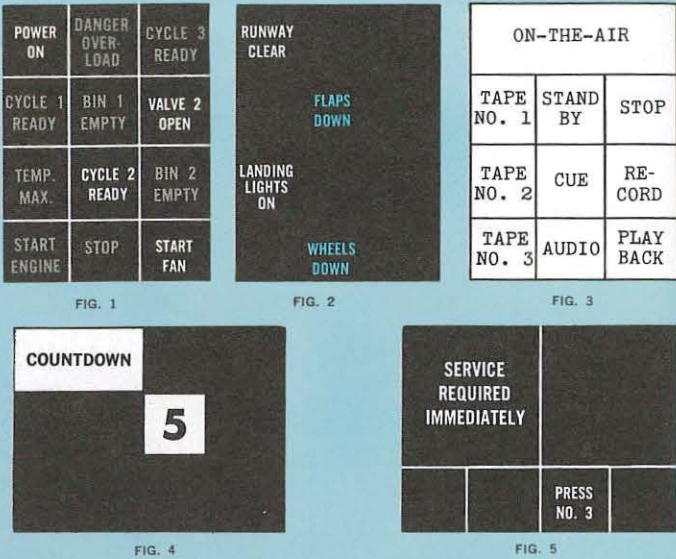 POWER
ON
DANGER
OVER-
LOAD
CYCLE 3
READY
CYCLE 1
READY
BIN 1
EMPTY
VALVE 2
OPEN
TEMP.
MAX.
CYCLE 2
READY
BIN 2
EMPTY
START
ENGINE
STOP
START
FAN
FIG. 1
RUNWAY
CLEAR
FLAPS
DOWN
LANDING
LIGHTS
ON
WHEELS
DOWN
FIG. 2
ON-THE-AIR
TAPE
NO. 1
STAND
BY
STOP
TAPE
NO. 2
CUE
RE-
CORD
TAPE
NO. 3
AUDIO
PLAY
BACK
FIG. 3
COUNTDOWN
5
FIG. 4
SERVICE
REQUIRED
IMMEDIATELY
PRESS
NO. 3
FIG. 5